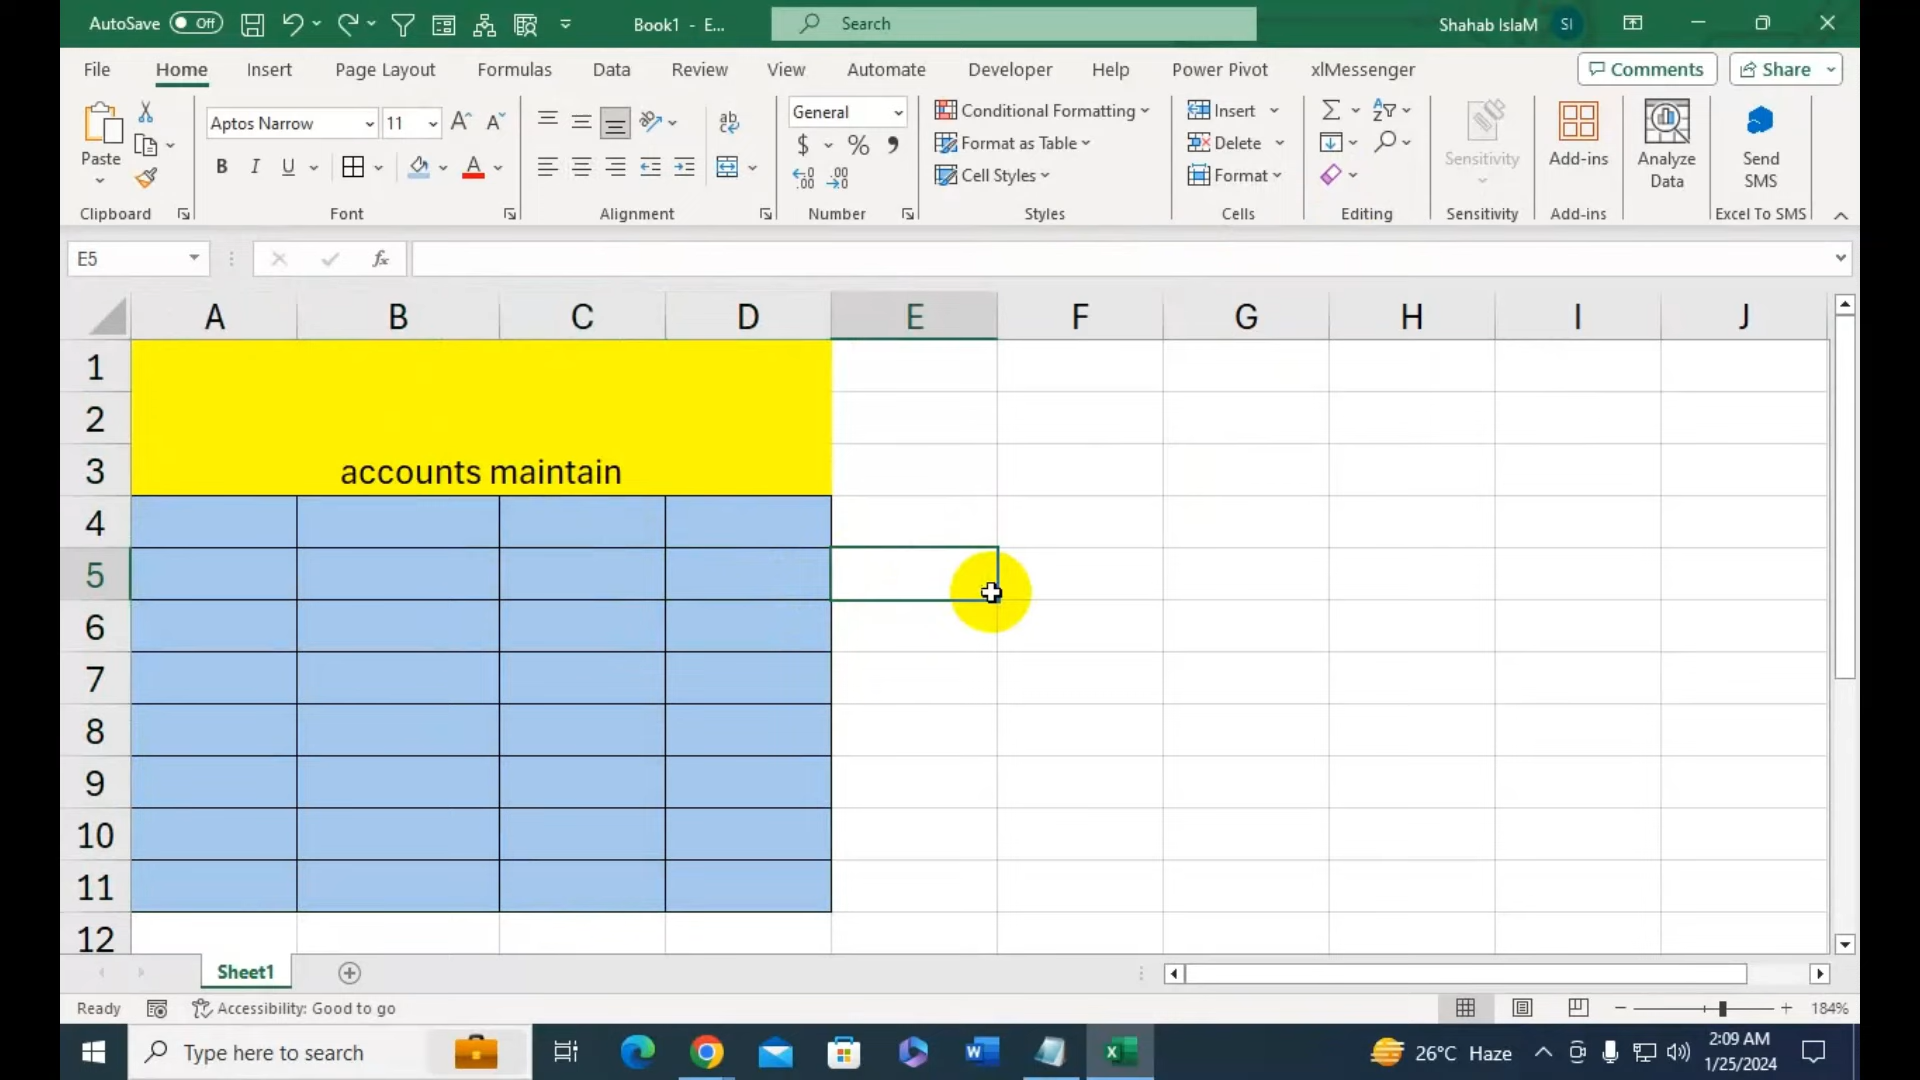 AutoSave Off Book1 - E... Search Shahab IslaM SI
File Home Insert Page Layout Formulas Data Review View Automate Developer Help Power Pivot xlMessenger Comments Share
Paste
Clipboard
Aptos Narrow 11
B I U A
Font
ab
Alignment
General
$ % 9
Number
Conditional Formatting
Format as Table
Cell Styles
Styles
Insert
Delete
Format
Cells
Editing
Sensitivity
Sensitivity
Add-ins
Add-ins
Analyze
Data
Send
SMS
Excel To SMS
E5 fx
A B C D E F G H I J
1
2
3 accounts maintain
4
5
6
7
8
9
10
11
12
Sheet1
Ready Accessibility: Good to go 184%
Type here to search 26°C Haze 2:09 AM
1/25/2024